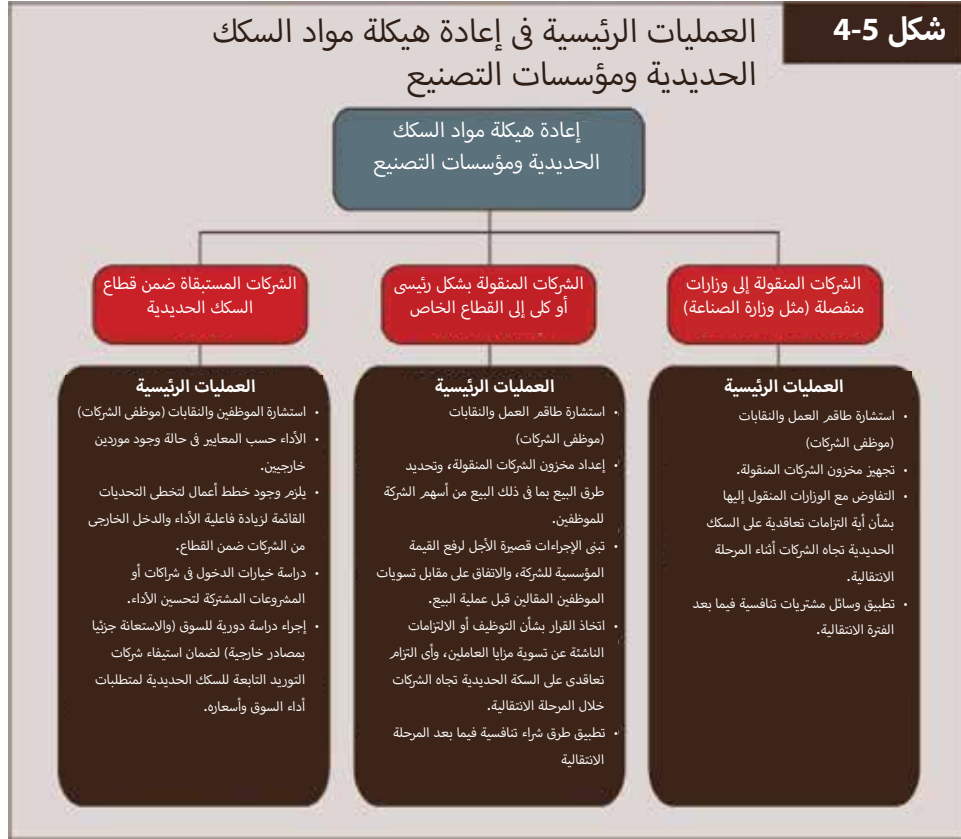 شكل 5-4
العمليات الرئيسية فى إعادة هيكلة مواد السكك
الحديدية ومؤسسات التصنيع
إعادة هيكلة مواد السكك
الحديدية ومؤسسات التصنيع
الشركات المنقولة إلى وزارات
منفصلة (مثل وزارة الصناعة)
العمليات الرئيسية
• استشارة طاقم العمل والنقابات
(موظفى الشركات)
• تجهيز مخزون الشركات المنقولة.
• التفاوض مع الوزارات المنقول إليها
بشأن أية التزامات تعاقدية على السكك
الحديدية تجاه الشركات أثناء المرحلة
الانتقالية.
• تطبيق وسائل مشتريات تنافسية فيما بعد
الفترة الانتقالية.
الشركات المنقولة بشكل رئيسى
أو كلى إلى القطاع الخاص
العمليات الرئيسية
• استشارة طاقم العمل والنقابات
(موظفى الشركات)
• إعداد مخزون الشركات المنقولة، وتحديد
طرق البيع بما فى ذلك البيع من أسهم الشركة
للموظفين.
• تبنى الإجراءات قصيرة الأجل لرفع القيمة
المؤسسية للشركة، والاتفاق على مقابل تسويات
الموظفين المقالين قبل عملية البيع.
• اتخاذ القرار بشأن التوظيف أو الالتزامات
الناشئة عن تسوية مزايا العاملين، وأى التزام
تعاقدى على السكة الحديدية تجاه الشركات
خلال المرحلة الانتقالية.
• تطبيق طرق شراء تنافسية فيما بعد المرحلة
الانتقالية
الشركات المستبقاة ضمن قطاع
السكك الحديدية
العمليات الرئيسية
• استشارة الموظفين والنقابات (موظفى الشركات)
• الأداء حسب المعايير فى حالة وجود موردين
خارجيين.
• يلزم وجود خطط أعمال لتخطى التحديات
القائمة لزيادة فاعلية الأداء والدخل الخارجى
من الشركات ضمن القطاع.
• دراسة خيارات الدخول فى شراكات أو
المشروعات المشتركة لتحسين الأداء.
• إجراء دراسة دورية للسوق (والاستعانة جزئيا
بمصادر خارجية) لضمان استيفاء شركات
التوريد التابعة للسكك الحديدية لمتطلبات
أداء السوق وأسعاره.